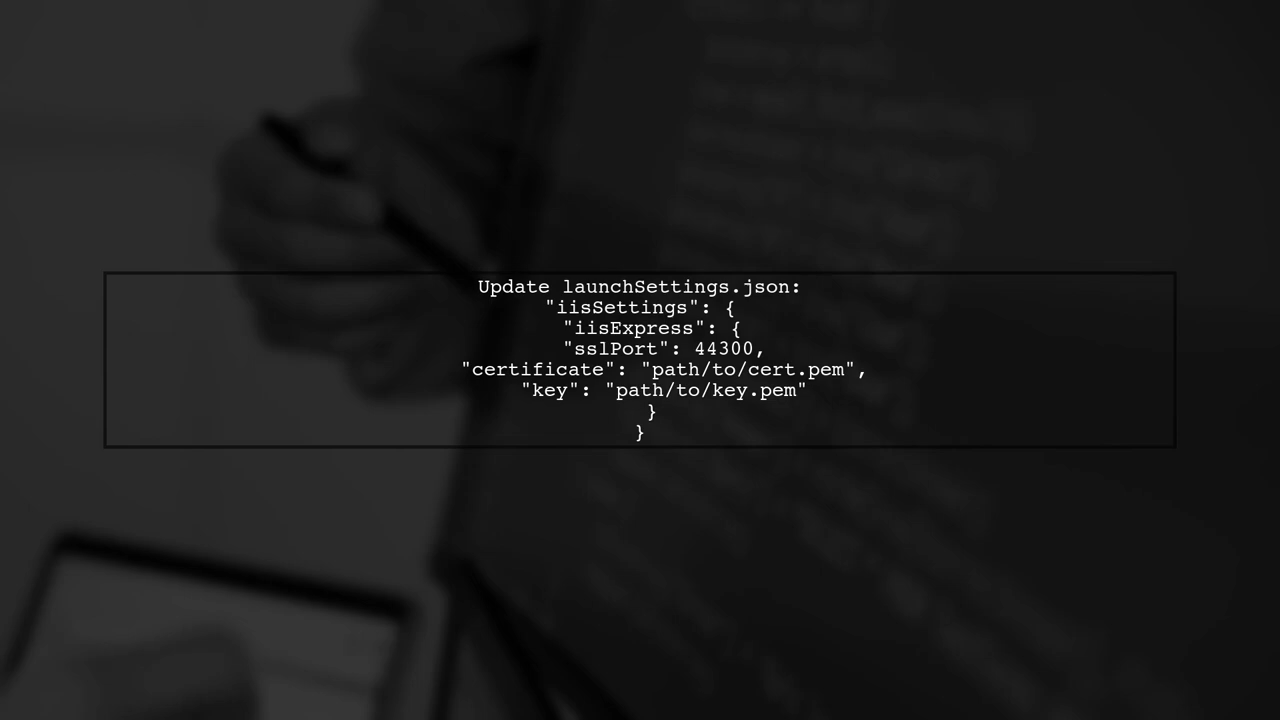 Update launchSettings.json:
"iisSettings": {
"iisExpress": {
"sslPort": 44300,
"certificate": "path/to/cert.pem",
"key": "path/to/key.pem"
}
}